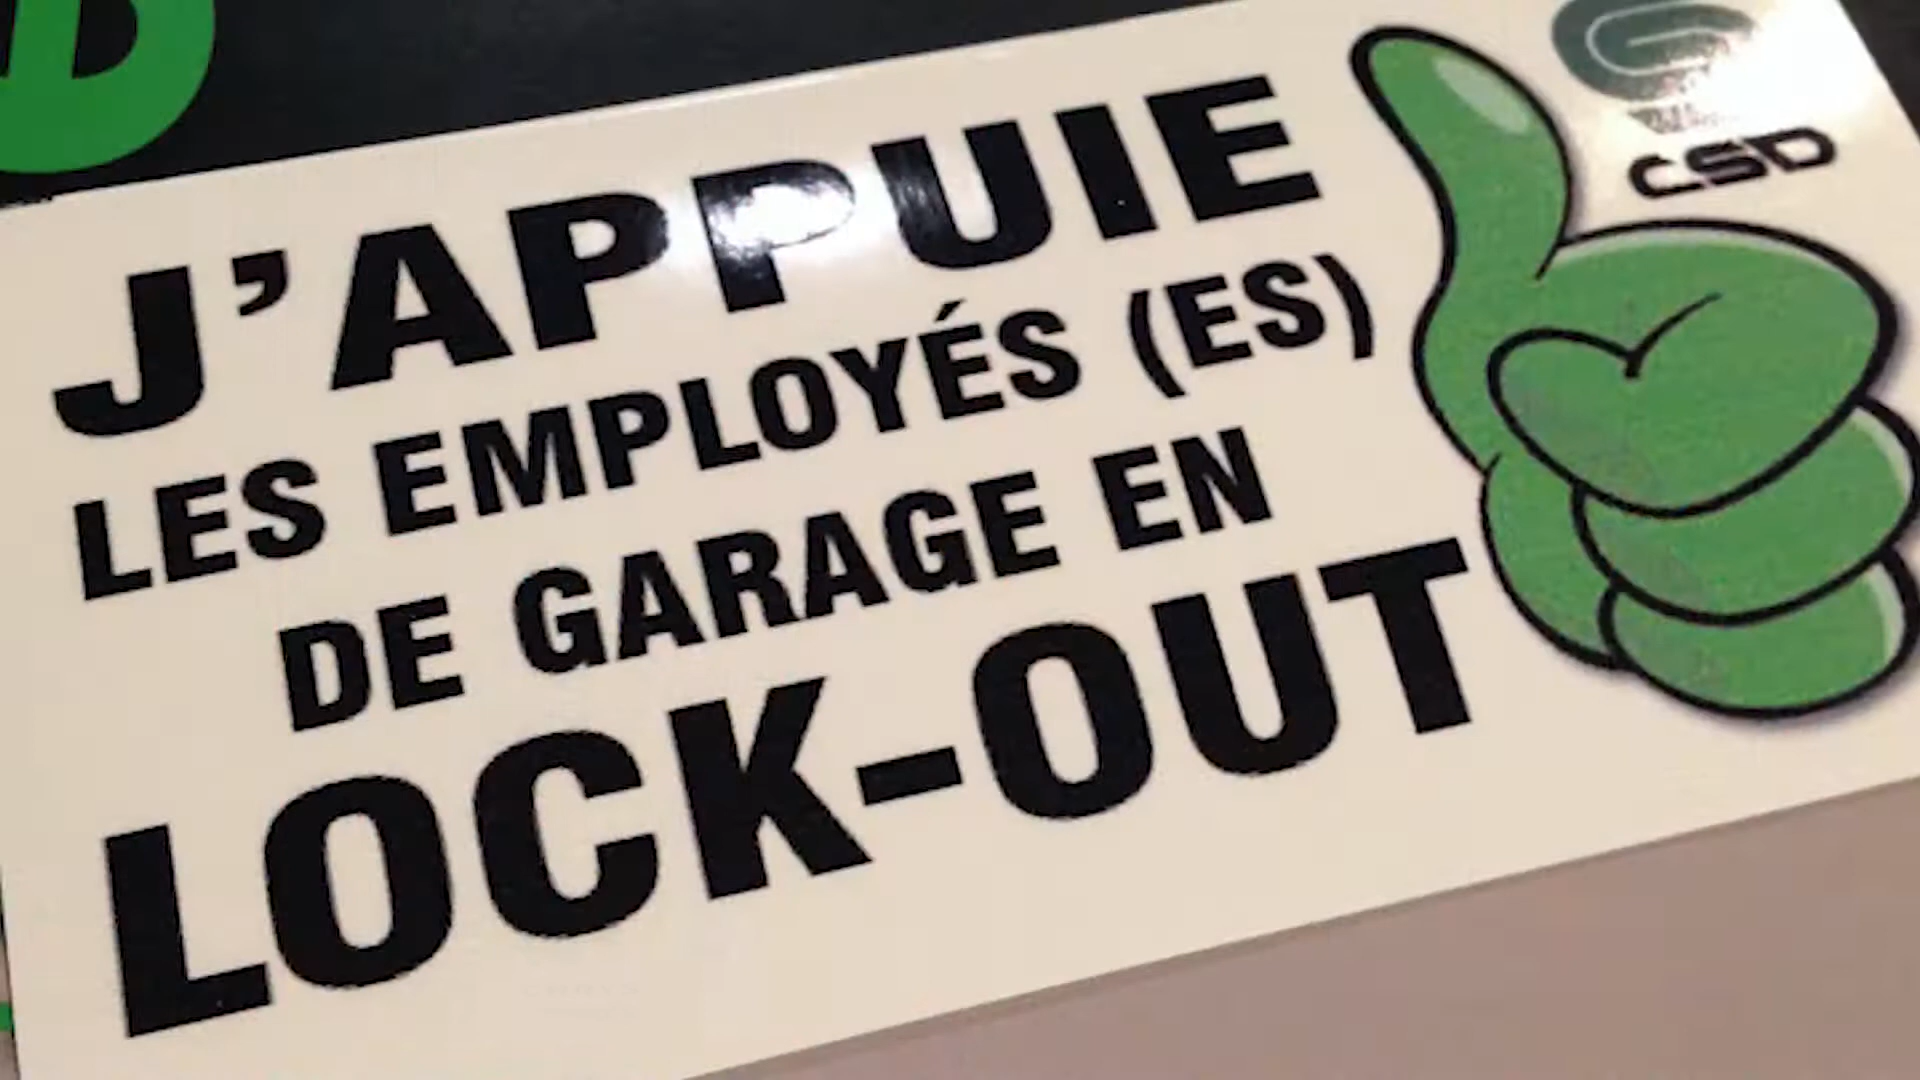 J'APPUIE
LES EMPLOYÉS (ES)
DE GARAGE EN
LOCK-OUT
CSD